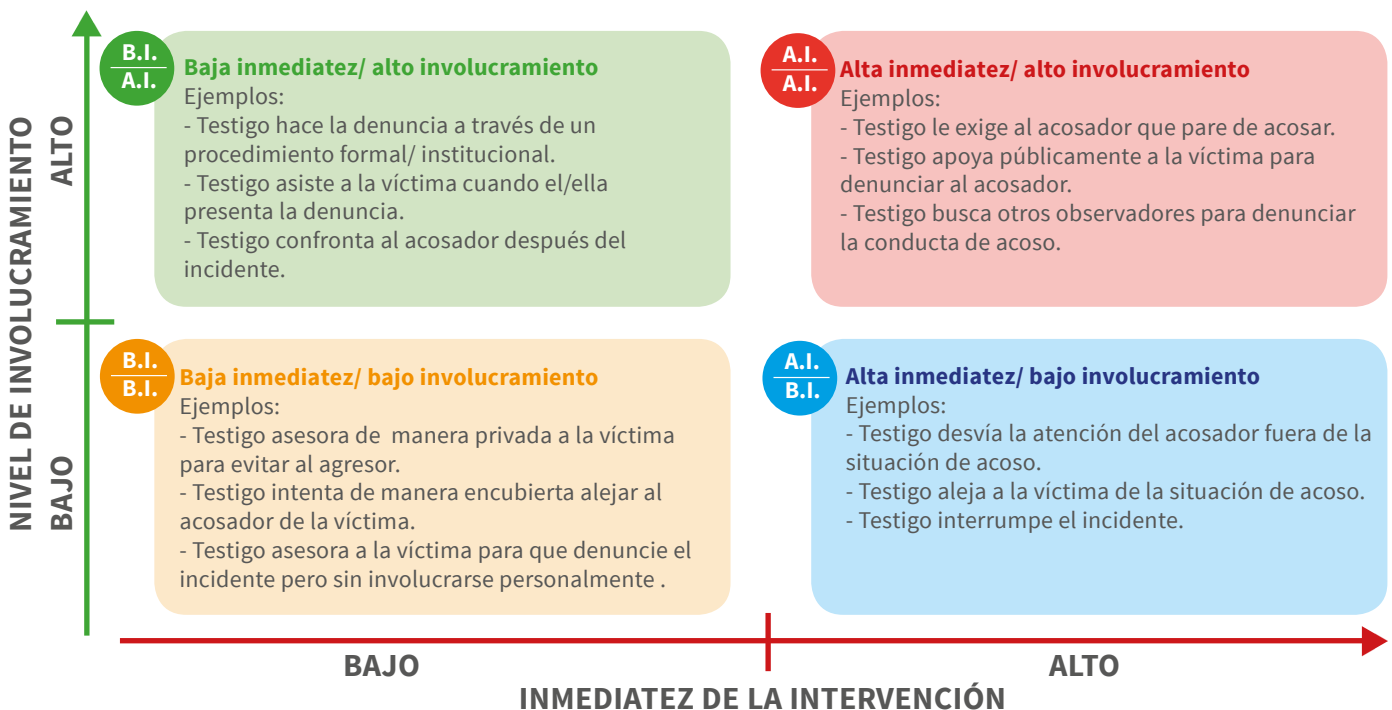 NIVEL DE INVOLUCRAMIENTO
ALTO
BAJO
B.I.
A.I.
Baja inmediatez/ alto involucramiento
Ejemplos:
- Testigo hace la denuncia a través de un
procedimiento formal/ institucional.
- Testigo asiste a la víctima cuando el/ella
presenta la denuncia.
- Testigo confronta al acosador después del
incidente.
A.I.
A.I.
Alta inmediatez/ alto involucramiento
Ejemplos:
- Testigo le exige al acosador que pare de acosar.
- Testigo apoya públicamente a la víctima para
denunciar al acosador.
- Testigo busca otros observadores para denunciar
la conducta de acoso.
B.I.
B.I.
Baja inmediatez/ bajo involucramiento
Ejemplos:
- Testigo asesora de  manera privada a la víctima
para evitar al agresor.
- Testigo intenta de manera encubierta alejar al
acosador de la víctima.
- Testigo asesora a la víctima para que denuncie el
incidente pero sin involucrarse personalmente .
A.I.
B.I.
Alta inmediatez/ bajo involucramiento
Ejemplos:
- Testigo desvía la atención del acosador fuera de la
situación de acoso.
- Testigo aleja a la víctima de la situación de acoso.
- Testigo interrumpe el incidente.
BAJO
ALTO
INMEDIATEZ DE LA INTERVENCIÓN